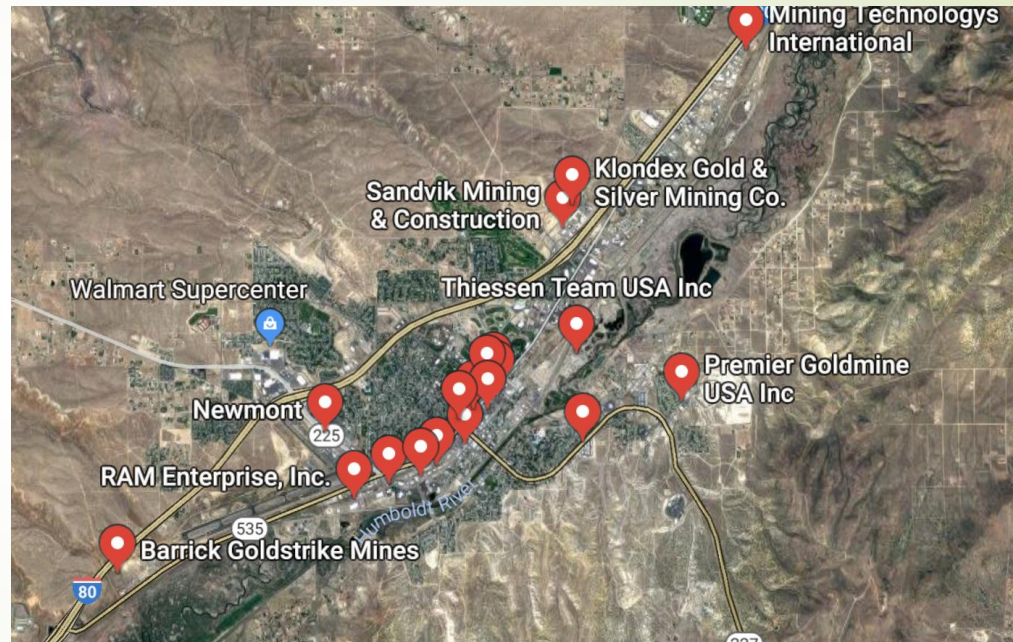 Mining Technologys
International
Klondex Gold &
Silver Mining Co.
Sandvik Mining
& Construction
Thiessen Team USA Inc
Walmart Supercenter
Premier Goldmine
USA Inc
Newmont
225
RAM Enterprise, Inc.
Humboldt River
535
Barrick Goldstrike Mines
80